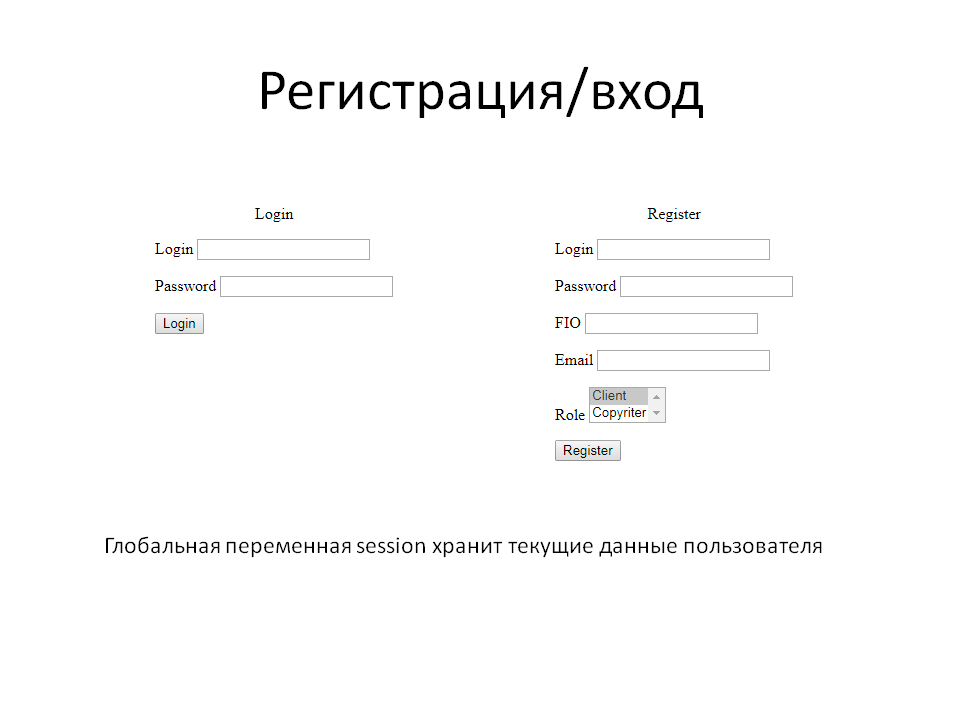 Регистрация/вход
Login
Login
Password
Login
Register
Login
Password
FIO
Email
Role
Client
Copyriter
Register
Глобальная переменная session хранит текущие данные пользователя